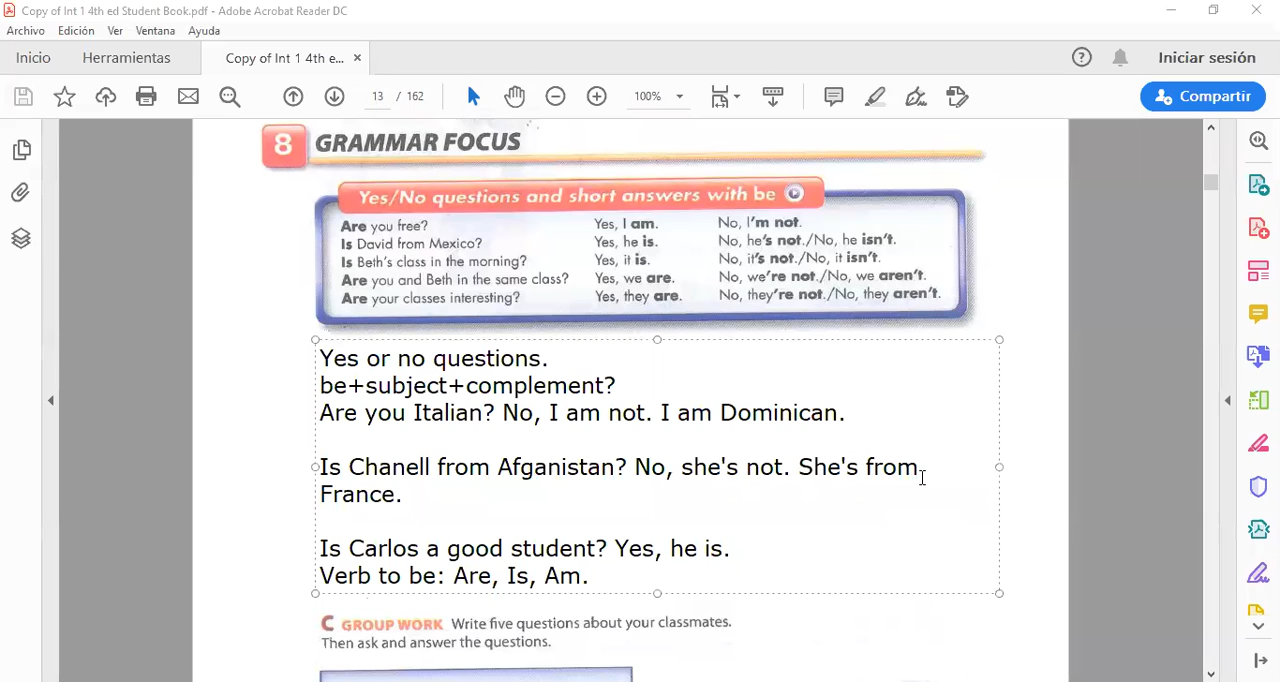 Copy of Int 1 4th ed Student Book.pdf - Adobe Acrobat Reader DC
Archivo Edición Ver Ventana Ayuda
Inicio Herramientas Copy of Int 1 4th e... × Iniciar sesión
13 / 162 100% Compartir
8 GRAMMAR FOCUS
Yes/No questions and short answers with be
Are you free? Yes, I am. No, I'm not.
Is David from Mexico? Yes, he is. No, he's not./No, he isn't.
Is Beth's class in the morning? Yes, it is. No, it's not./No, it isn't.
Are you and Beth in the same class? Yes, we are. No, we're not./No, we aren't.
Are your classes interesting? Yes, they are. No, they're not./No, they aren't.
Yes or no questions.
be+subject+complement?
Are you Italian? No, I am not. I am Dominican.
Is Chanell from Afganistan? No, she's not. She's from
France.
Is Carlos a good student? Yes, he is.
Verb to be: Are, Is, Am.
C GROUP WORK Write five questions about your classmates.
Then ask and answer the questions.